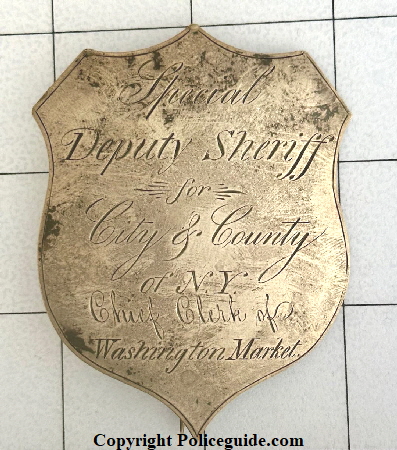 Special
Deputy Sheriff
for
City & County
of N.Y.
Chief Clerk of
Washington Market.
Copyright Policeguide.com